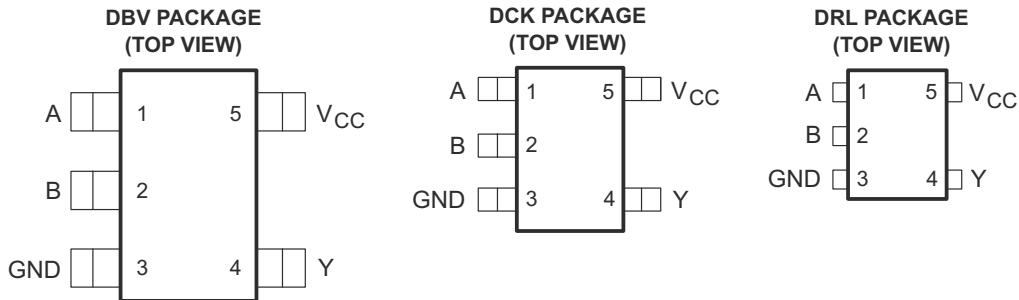 DBV PACKAGE
(TOP VIEW)
A 1 5 VCC
B 2
GND 3 4 Y
DCK PACKAGE
(TOP VIEW)
A 1 5 VCC
B 2
GND 3 4 Y
DRL PACKAGE
(TOP VIEW)
A 1 5 VCC
B 2
GND 3 4 Y